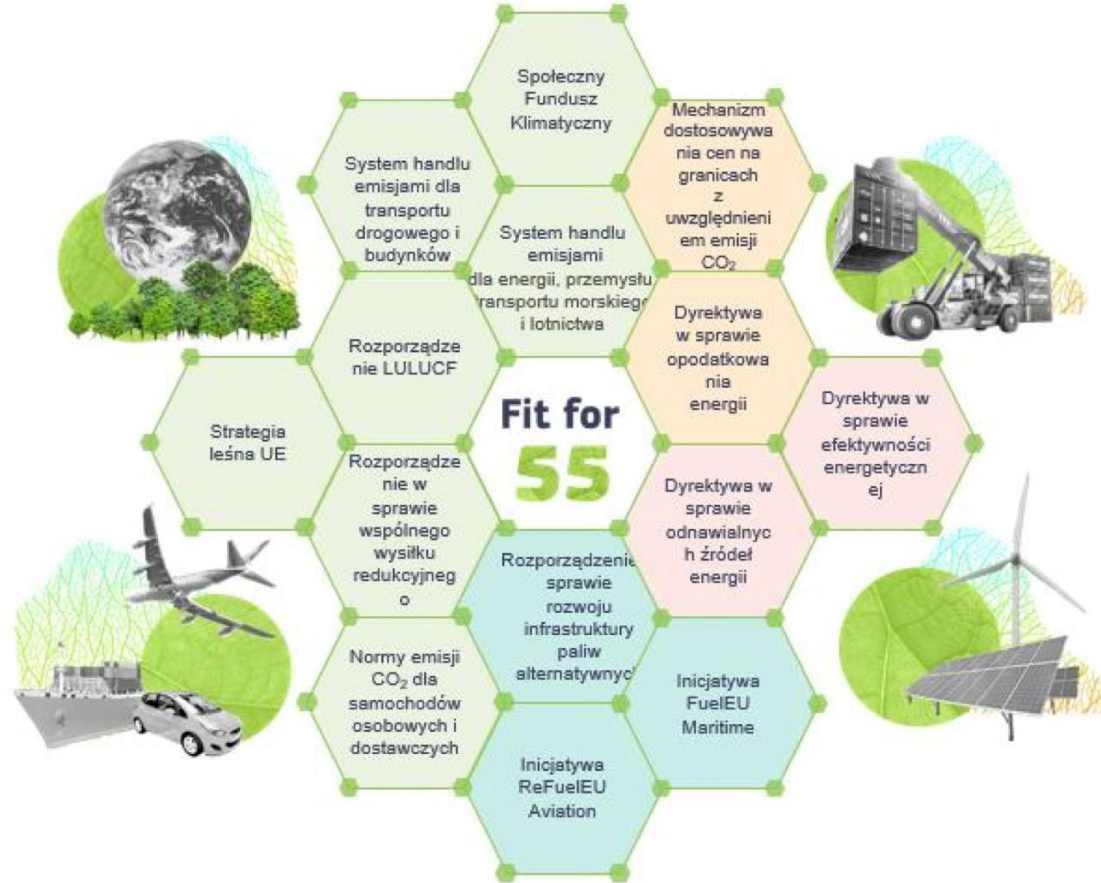 Społeczny
Fundusz
Klimatyczny
Mechanizm
dostosowywa
nia cen na
granicach
z
uwzględnieni
em emisji
CO₂
System handlu
emisjami dla
transportu
drogowego i
budynków
System handlu
emisjami
dla energii, przemysłu,
transportu morskiego
i lotnictwa
Rozporządze
nie LULUCF
Dyrektywa
w sprawie
opodatkowa
nia
energii
Strategia
leśna UE
Fit for
55
Dyrektywa w
sprawie
efektywności
energetyczn
ej
Rozporządze
nie w
sprawie
wspólnego
wysiłku
redukcyjneg
o
Dyrektywa w
sprawie
odnawialnyc
h źródeł
energii
Rozporządzenie
sprawie
rozwoju
infrastruktury
paliw
alternatywnyc
Normy emisji
CO₂ dla
samochodów
osobowych i
dostawczych
Inicjatywa
FuelEU
Maritime
Inicjatywa
ReFuelEU
Aviation